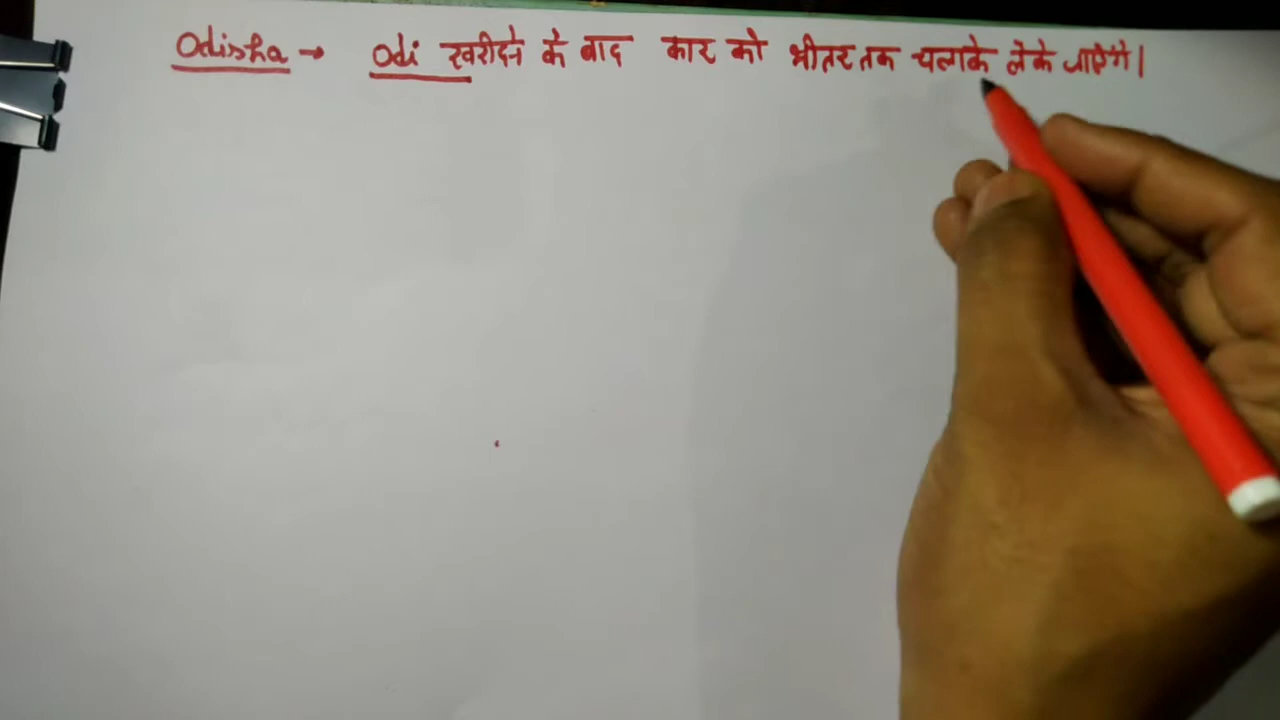 Odisha → Odi खरीदने के बाद कार को भीतर तक चलाके लेके जाएंगे।